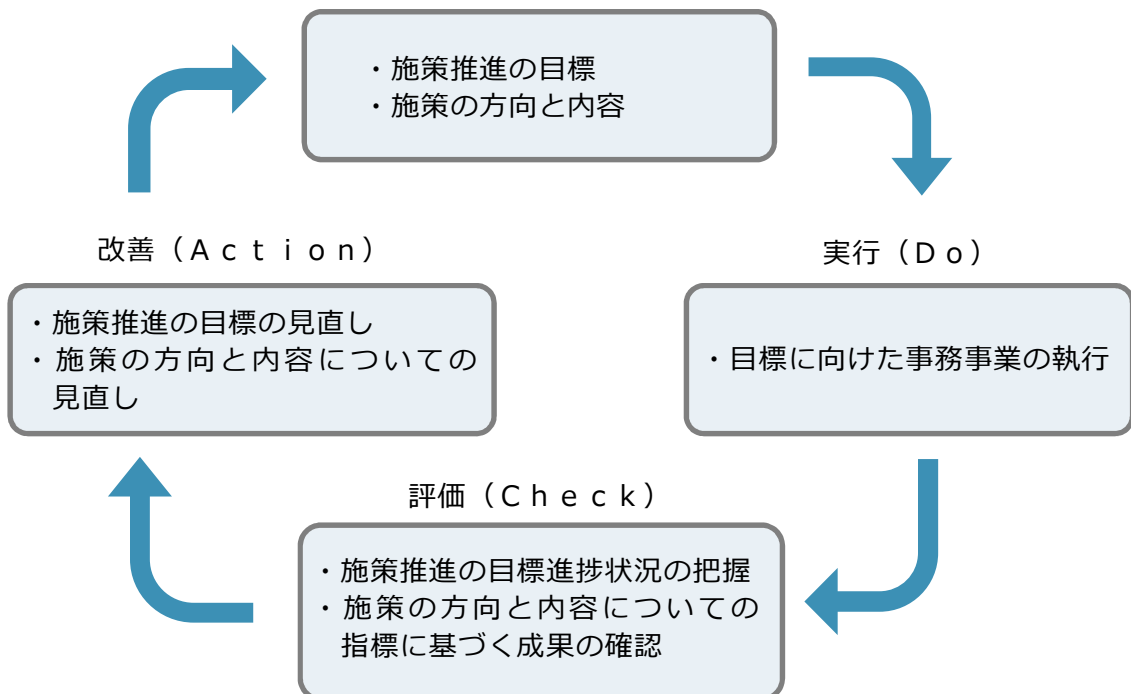 ・施策推進の目標
・施策の方向と内容
改善（Ａｃｔｉｏｎ）
実行（Ｄｏ）
・施策推進の目標の見直し
・施策の方向と内容についての
見直し
・目標に向けた事務事業の執行
評価（Ｃｈｅｃｋ）
・施策推進の目標進捗状況の把握
・施策の方向と内容についての
指標に基づく成果の確認